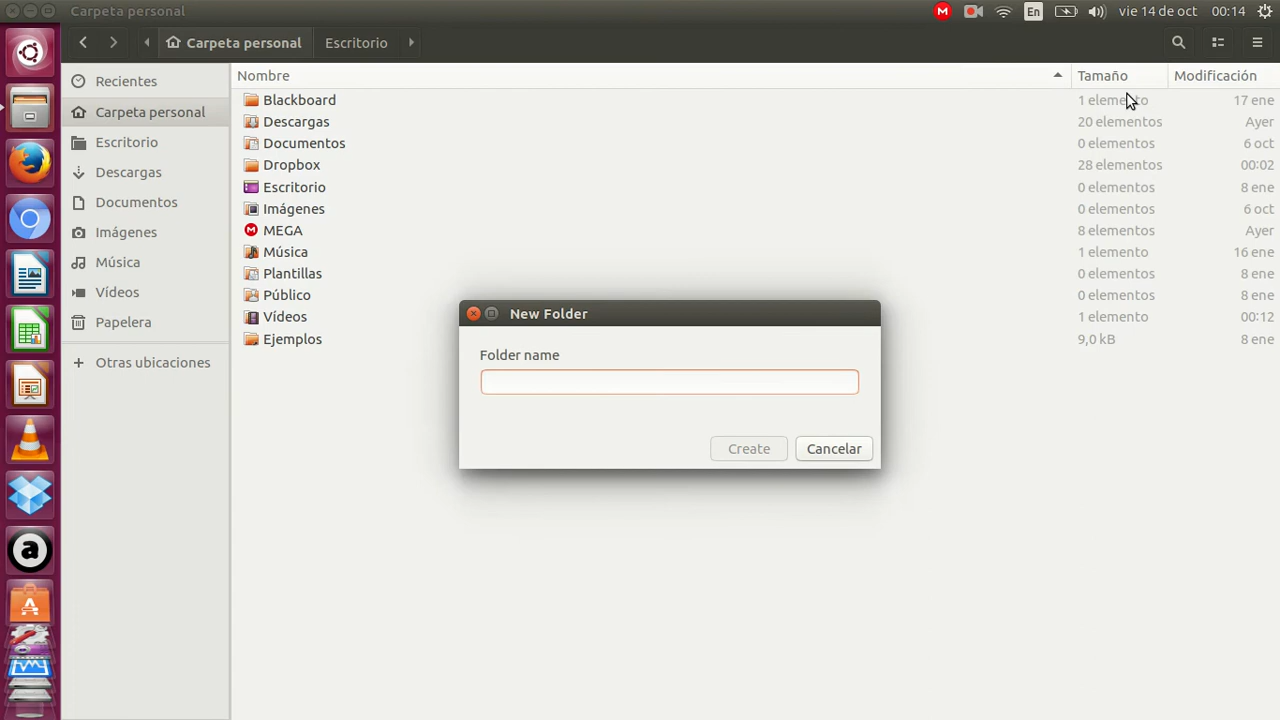 Carpeta personal
M
En
vie 14 de oct
00:14
Carpeta personal
Escritorio
Recientes
Carpeta personal
Escritorio
Descargas
Documentos
Imágenes
Música
Vídeos
Papelera
Otras ubicaciones
Nombre Tamaño Modificación
Blackboard 1 elemento 17 ene
Descargas 20 elementos Ayer
Documentos 0 elementos 6 oct
Dropbox 28 elementos 00:02
Escritorio 0 elementos 8 ene
Imágenes 0 elementos 6 oct
MEGA 8 elementos Ayer
Música 1 elemento 16 ene
Plantillas 0 elementos 8 ene
Público 0 elementos 8 ene
Vídeos 1 elemento 00:12
Ejemplos 9,0 kB 8 ene
New Folder
Folder name
Create
Cancelar